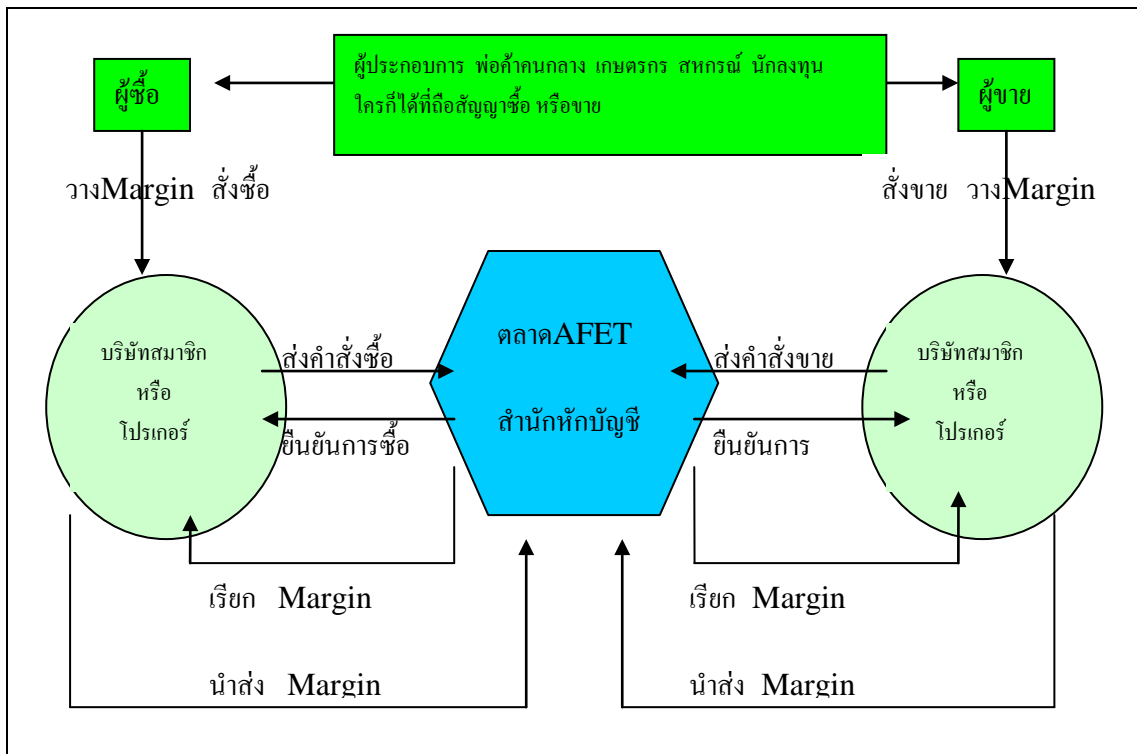 ผู้ประกอบการ พ่อค้าคนกลาง เกษตรกร สหกรณ์ นักลงทุน
ใครก็ได้ที่ถือสัญญาซื้อ หรือขาย
ผู้ซื้อ
ผู้ขาย
วางMargin สั่งซื้อ
สั่งขาย วางMargin
บริษัทสมาชิก
หรือ
โปรเกอร์
ส่งคำสั่งซื้อ
ยืนยันการซื้อ
ตลาดAFET
สำนักหักบัญชี
ส่งคำสั่งขาย
ยืนยันการ
บริษัทสมาชิก
หรือ
โปรเกอร์
เรียก Margin
เรียก Margin
นำส่ง Margin
นำส่ง Margin